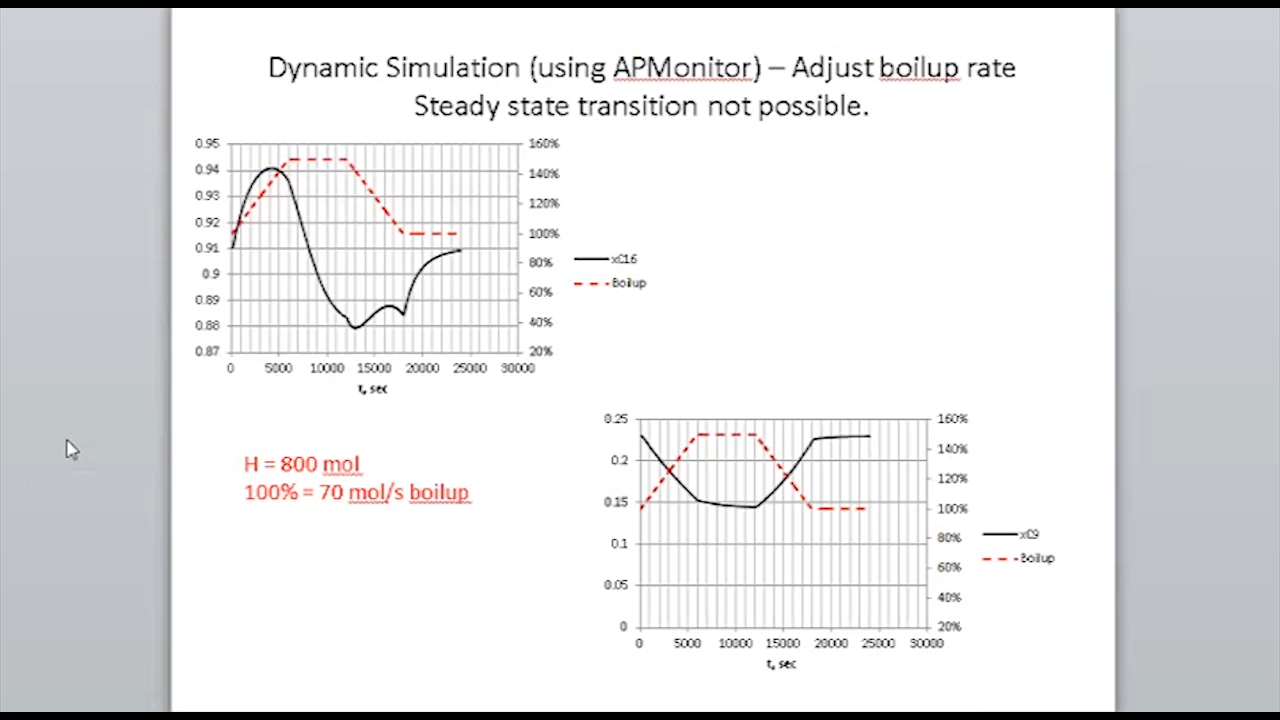 Dynamic Simulation (using APMonitor) – Adjust boilup rate
Steady state transition not possible.
0.95
0.94
0.93
0.92
0.91
0.9
0.89
0.88
0.87
160%
140%
120%
100%
80%
60%
40%
20%
0 5000 10000 15000 20000 25000 30000
t, sec
xC16
Boilup
H = 800 mol
100% = 70 mol/s boilup
0.25
0.2
0.15
0.1
0.05
0
160%
140%
120%
100%
80%
60%
40%
20%
0 5000 10000 15000 20000 25000 30000
t, sec
xC9
Boilup